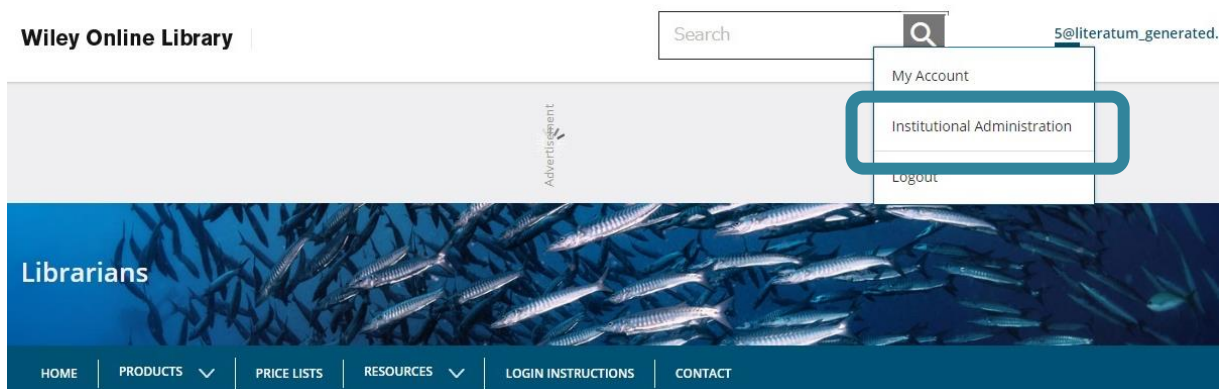 Wiley Online Library
Search
5@literatum_generated.
My Account
Institutional Administration
Logout
Advertisement
Librarians
HOME PRODUCTS PRICE LISTS RESOURCES LOGIN INSTRUCTIONS CONTACT